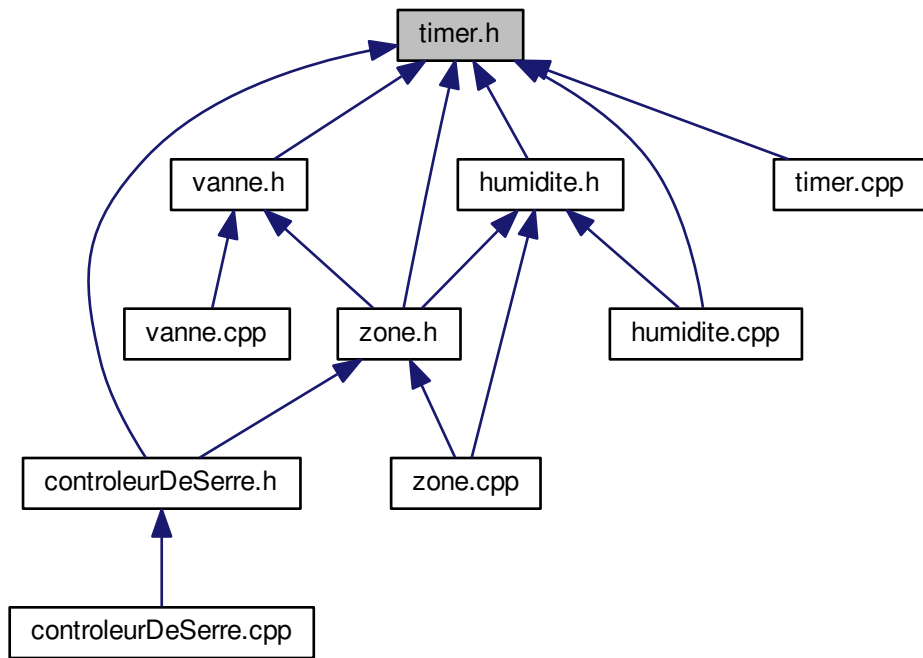 timer.h
vanne.h
humidite.h
timer.cpp
vanne.cpp
zone.h
humidite.cpp
controleurDeSerre.h
zone.cpp
controleurDeSerre.cpp